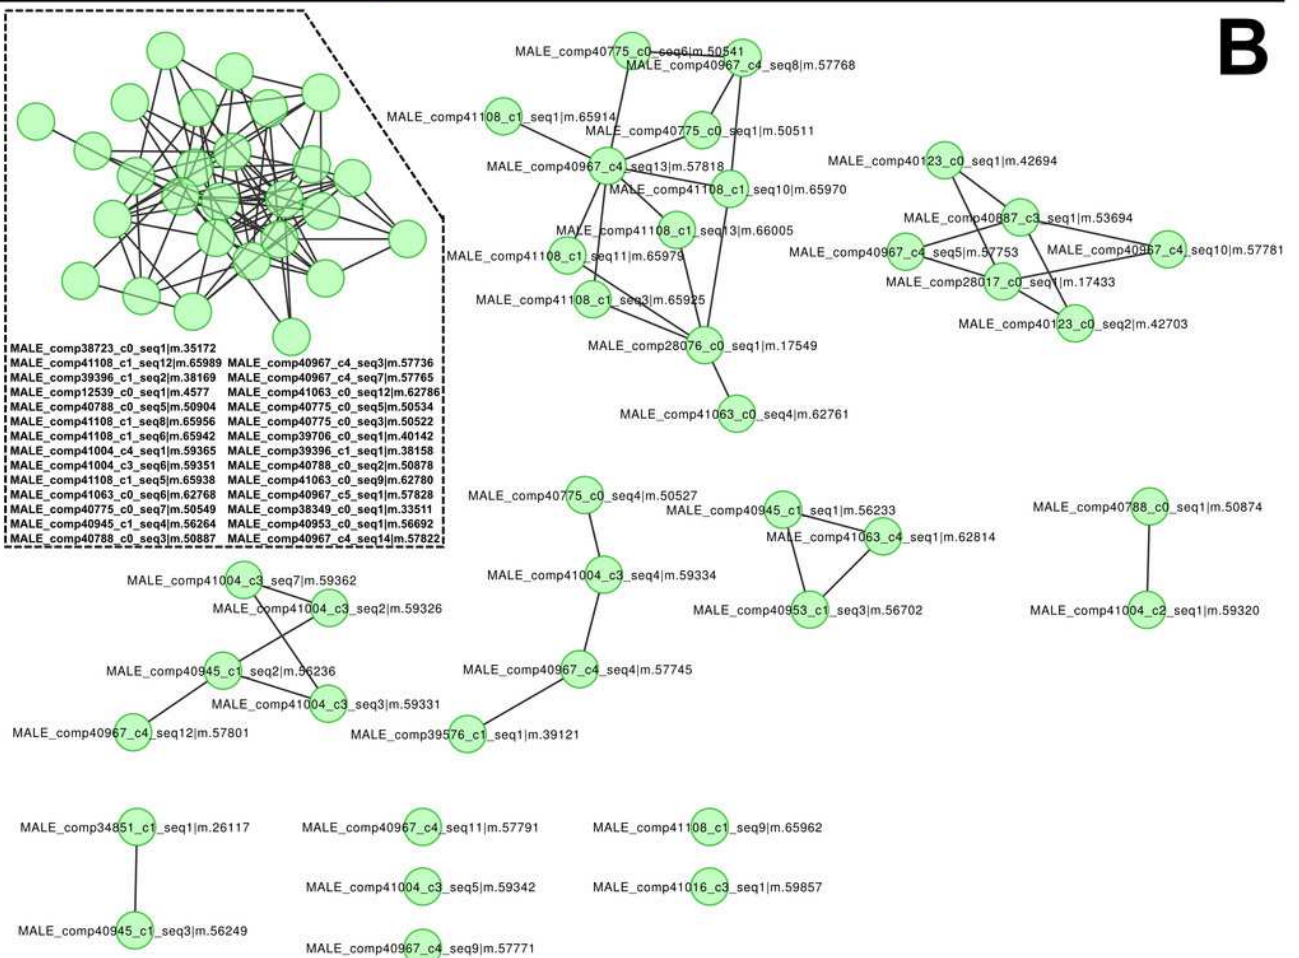 B
MALE_comp40775_c0_seq6|m.50541
MALE_comp40967_c4_seq8|m.57768
MALE_comp41108_c1_seq1|m.65914
MALE_comp40775_c0_seq1|m.50511
MALE_comp40967_c4_seq13|m.57818
MALE_comp41108_c1_seq10|m.65970
MALE_comp41108_c1_seq13|m.66005
MALE_comp41108_c1_seq11|m.65979
MALE_comp41108_c1_seq3|m.65925
MALE_comp28076_c0_seq1|m.17549
MALE_comp41063_c0_seq4|m.62761
MALE_comp40123_c0_seq1|m.42694
MALE_comp40887_c3_seq1|m.53694
MALE_comp40967_c4_seq5|m.57753
MALE_comp40967_c4_seq10|m.57781
MALE_comp28017_c0_seq1|m.17433
MALE_comp40123_c0_seq2|m.42703
MALE_comp38723_c0_seq1|m.35172
MALE_comp41108_c1_seq12|m.65989 MALE_comp40967_c4_seq3|m.57736
MALE_comp39396_c1_seq2|m.38169 MALE_comp40967_c4_seq7|m.57765
MALE_comp12539_c0_seq1|m.4577 MALE_comp41063_c0_seq12|m.62786
MALE_comp40788_c0_seq5|m.50904 MALE_comp40775_c0_seq5|m.50534
MALE_comp41108_c1_seq8|m.65956 MALE_comp40775_c0_seq3|m.50522
MALE_comp41108_c1_seq6|m.65942 MALE_comp39706_c0_seq1|m.40142
MALE_comp41004_c4_seq1|m.59365 MALE_comp39396_c1_seq1|m.38158
MALE_comp41004_c3_seq6|m.59351 MALE_comp40788_c0_seq2|m.50878
MALE_comp41108_c1_seq5|m.65938 MALE_comp41063_c0_seq9|m.62780
MALE_comp41063_c0_seq6|m.62768 MALE_comp40967_c5_seq1|m.57828
MALE_comp40775_c0_seq7|m.50549 MALE_comp38349_c0_seq1|m.33511
MALE_comp40945_c1_seq4|m.56264 MALE_comp40953_c0_seq1|m.56692
MALE_comp40788_c0_seq3|m.50887 MALE_comp40967_c4_seq14|m.57822
MALE_comp40775_c0_seq4|m.50527
MALE_comp41004_c3_seq4|m.59334
MALE_comp40967_c4_seq4|m.57745
MALE_comp39576_c1_seq1|m.39121
MALE_comp40945_c1_seq1|m.56233
MALE_comp41063_c4_seq1|m.62814
MALE_comp40953_c1_seq3|m.56702
MALE_comp40788_c0_seq1|m.50874
MALE_comp41004_c2_seq1|m.59320
MALE_comp41004_c3_seq7|m.59362
MALE_comp41004_c3_seq2|m.59326
MALE_comp40945_c1_seq2|m.56236
MALE_comp41004_c3_seq3|m.59331
MALE_comp40967_c4_seq12|m.57801
MALE_comp34851_c1_seq1|m.26117
MALE_comp40945_c1_seq3|m.56249
MALE_comp40967_c4_seq11|m.57791
MALE_comp41004_c3_seq5|m.59342
MALE_comp40967_c4_seq9|m.57771
MALE_comp41108_c1_seq9|m.65962
MALE_comp41016_c3_seq1|m.59857